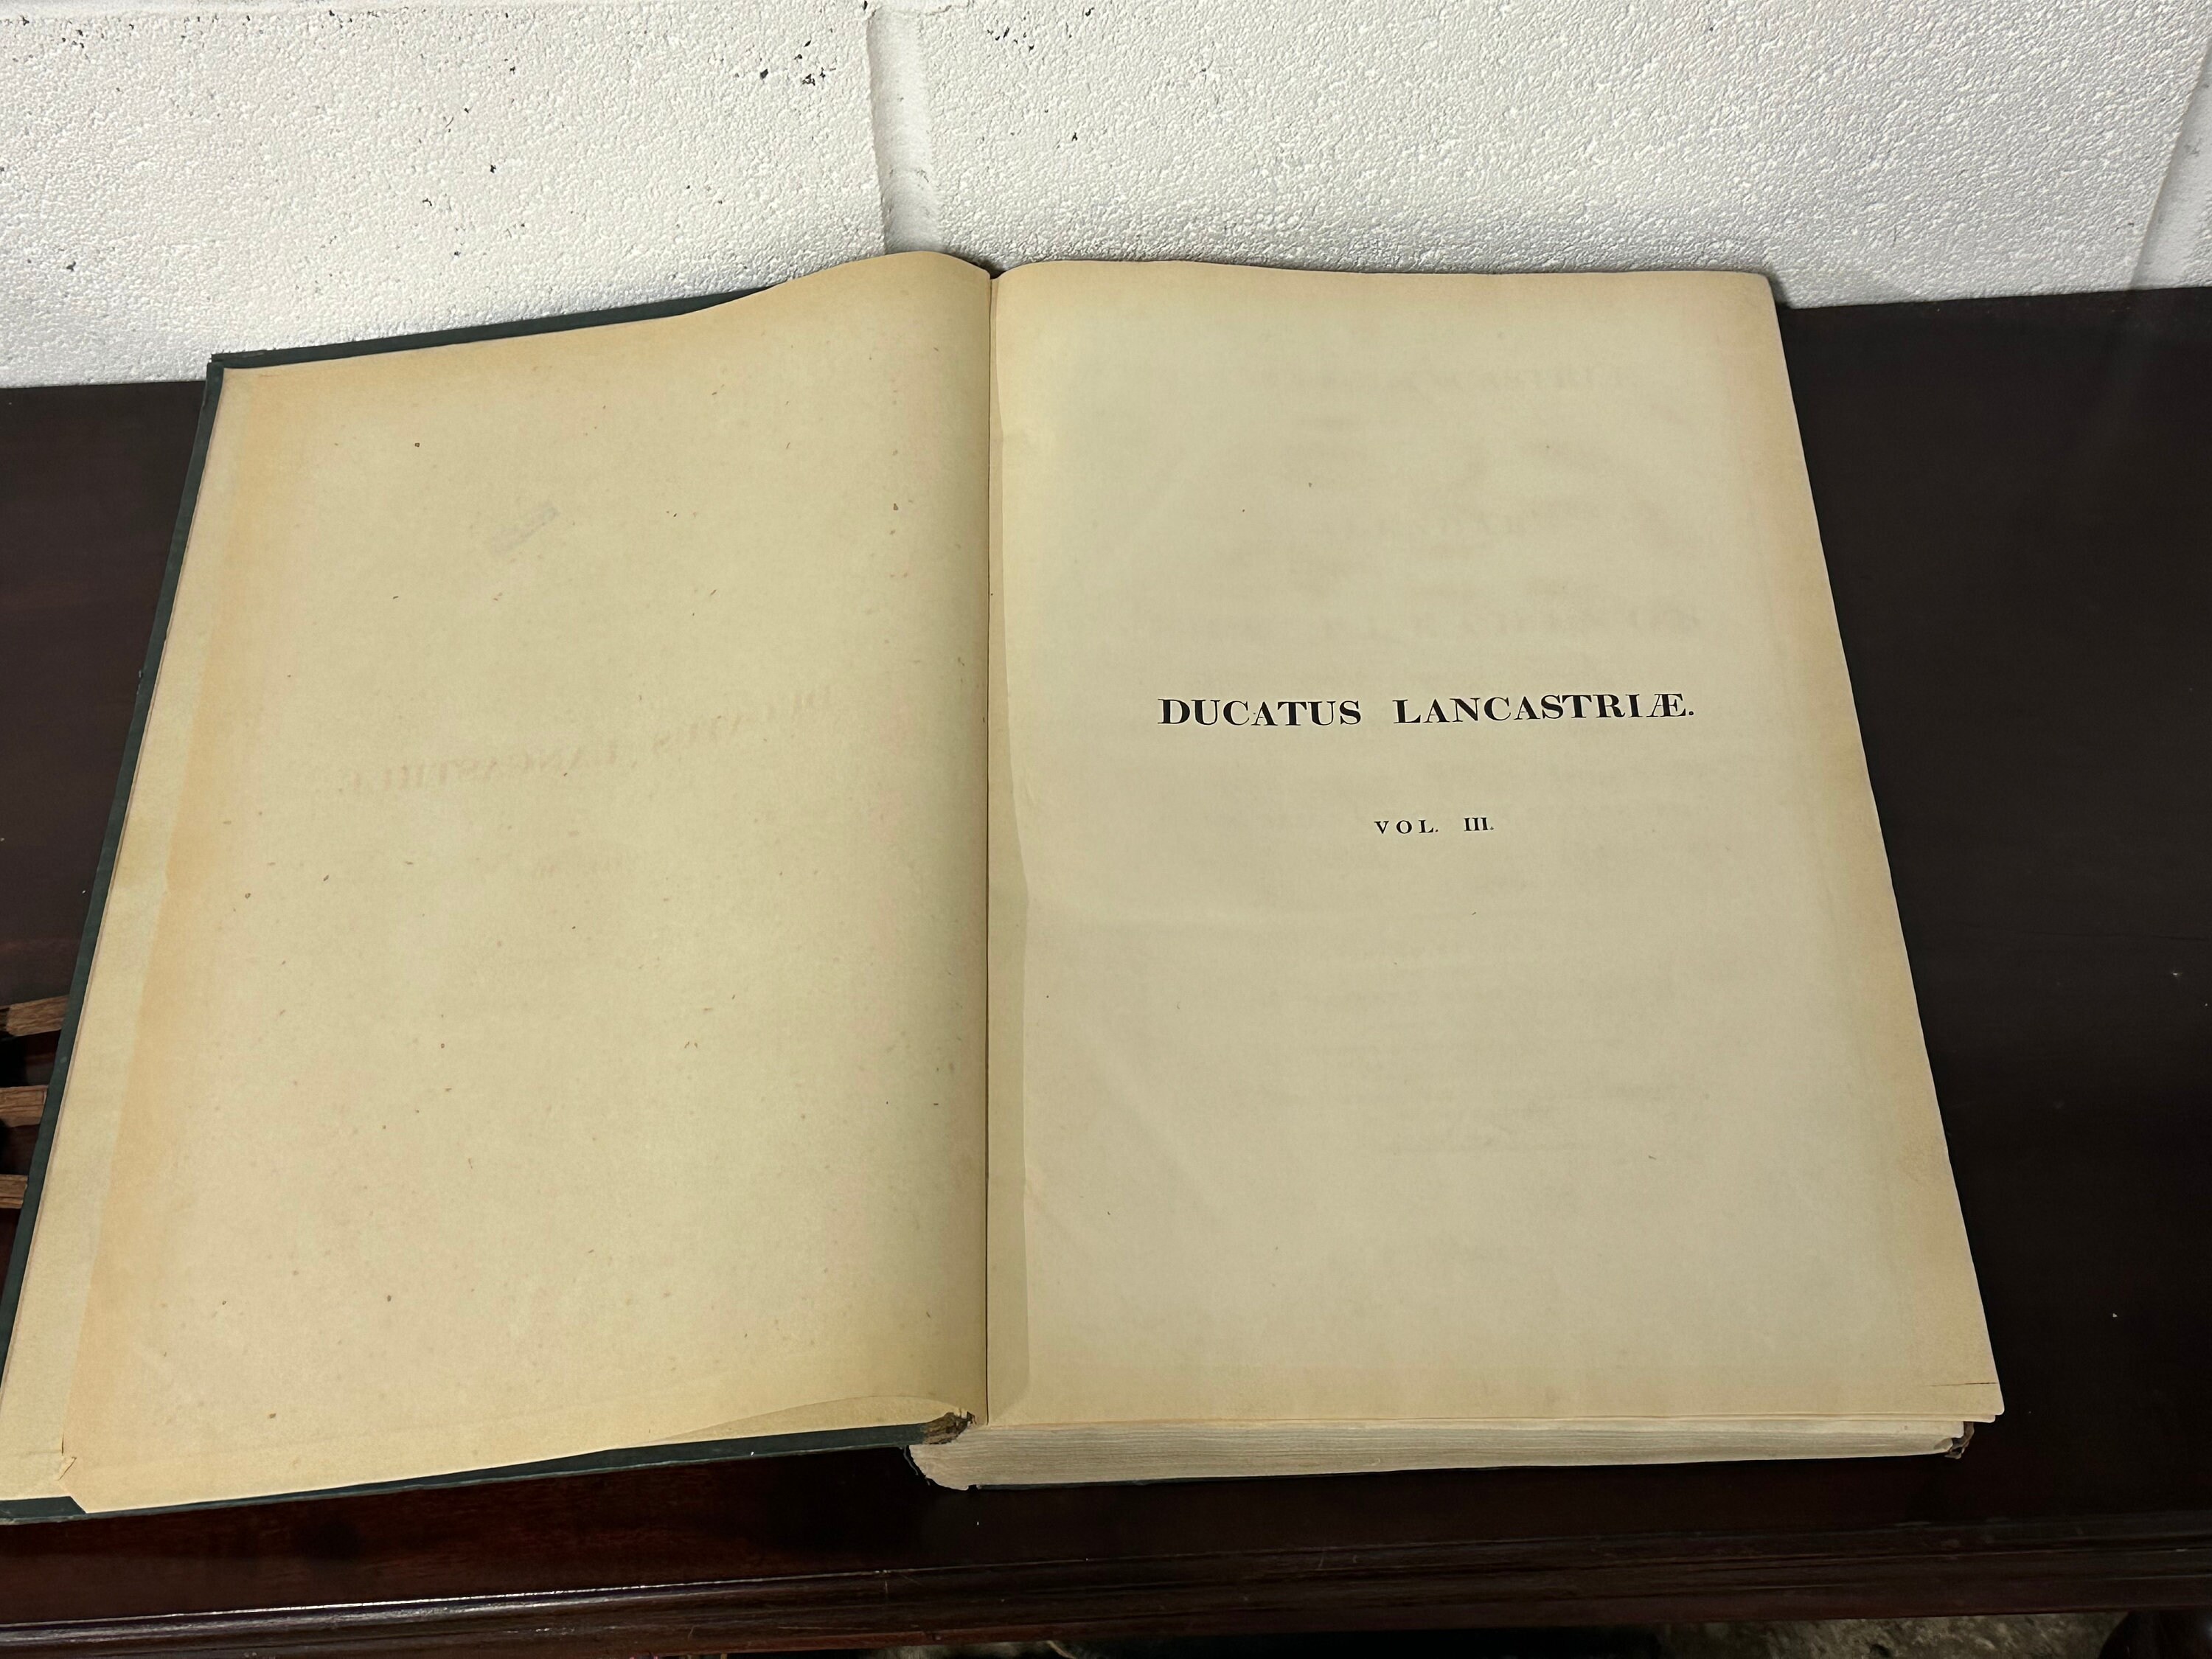 DUCATUS LANCASTRIÆ.
VOL. III.